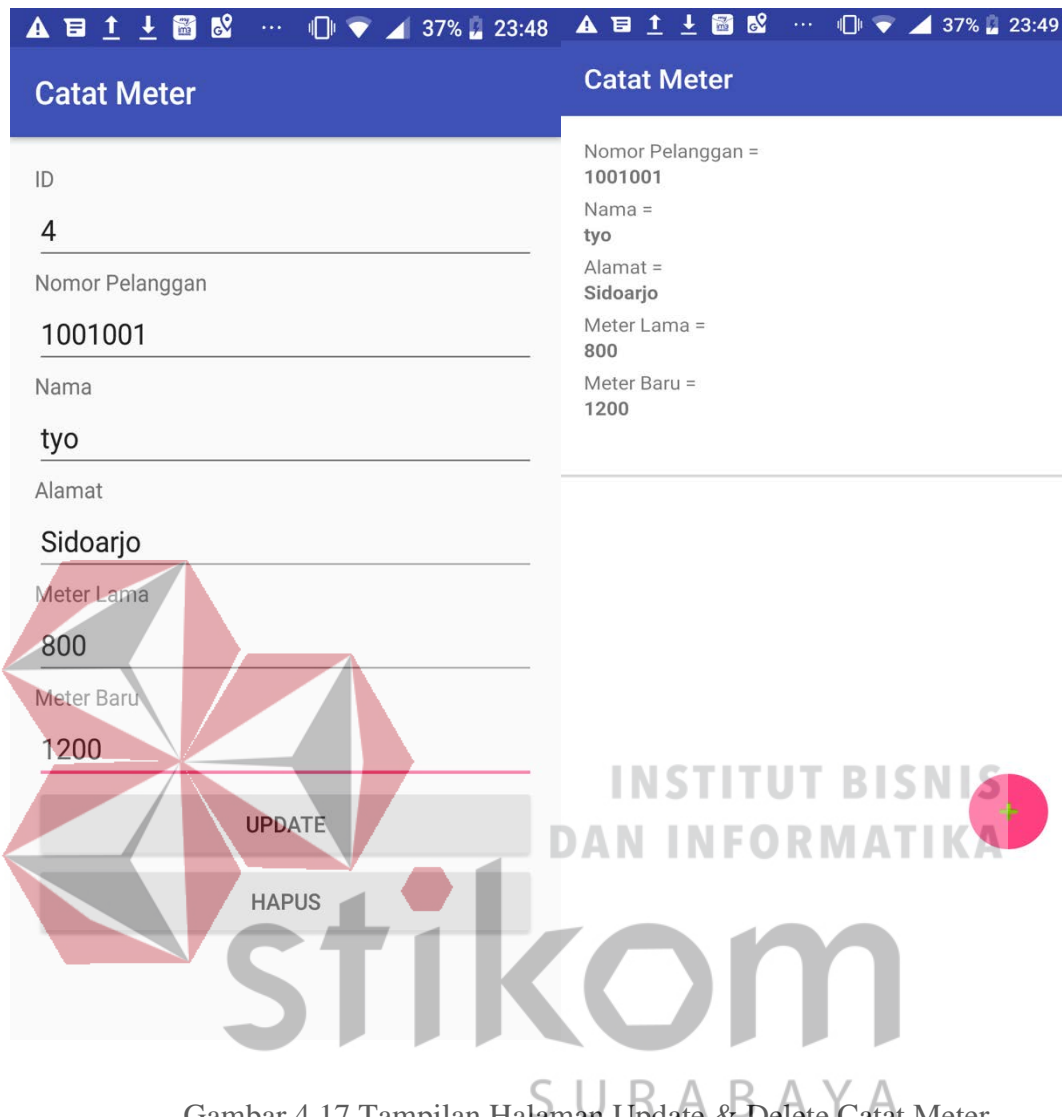 37% 23:48
Catat Meter
ID
4
Nomor Pelanggan
1001001
Nama
tyo
Alamat
Sidoarjo
Meter Lama
800
Meter Baru
1200
UPDATE
HAPUS
37% 23:49
Catat Meter
Nomor Pelanggan =
1001001
Nama =
tyo
Alamat =
Sidoarjo
Meter Lama =
800
Meter Baru =
1200
+
INSTITUT BISNIS
DAN INFORMATIKA
stikom
SURABAYA
Gambar 4.17 Tampilan Halaman Update & Delete Catat Meter